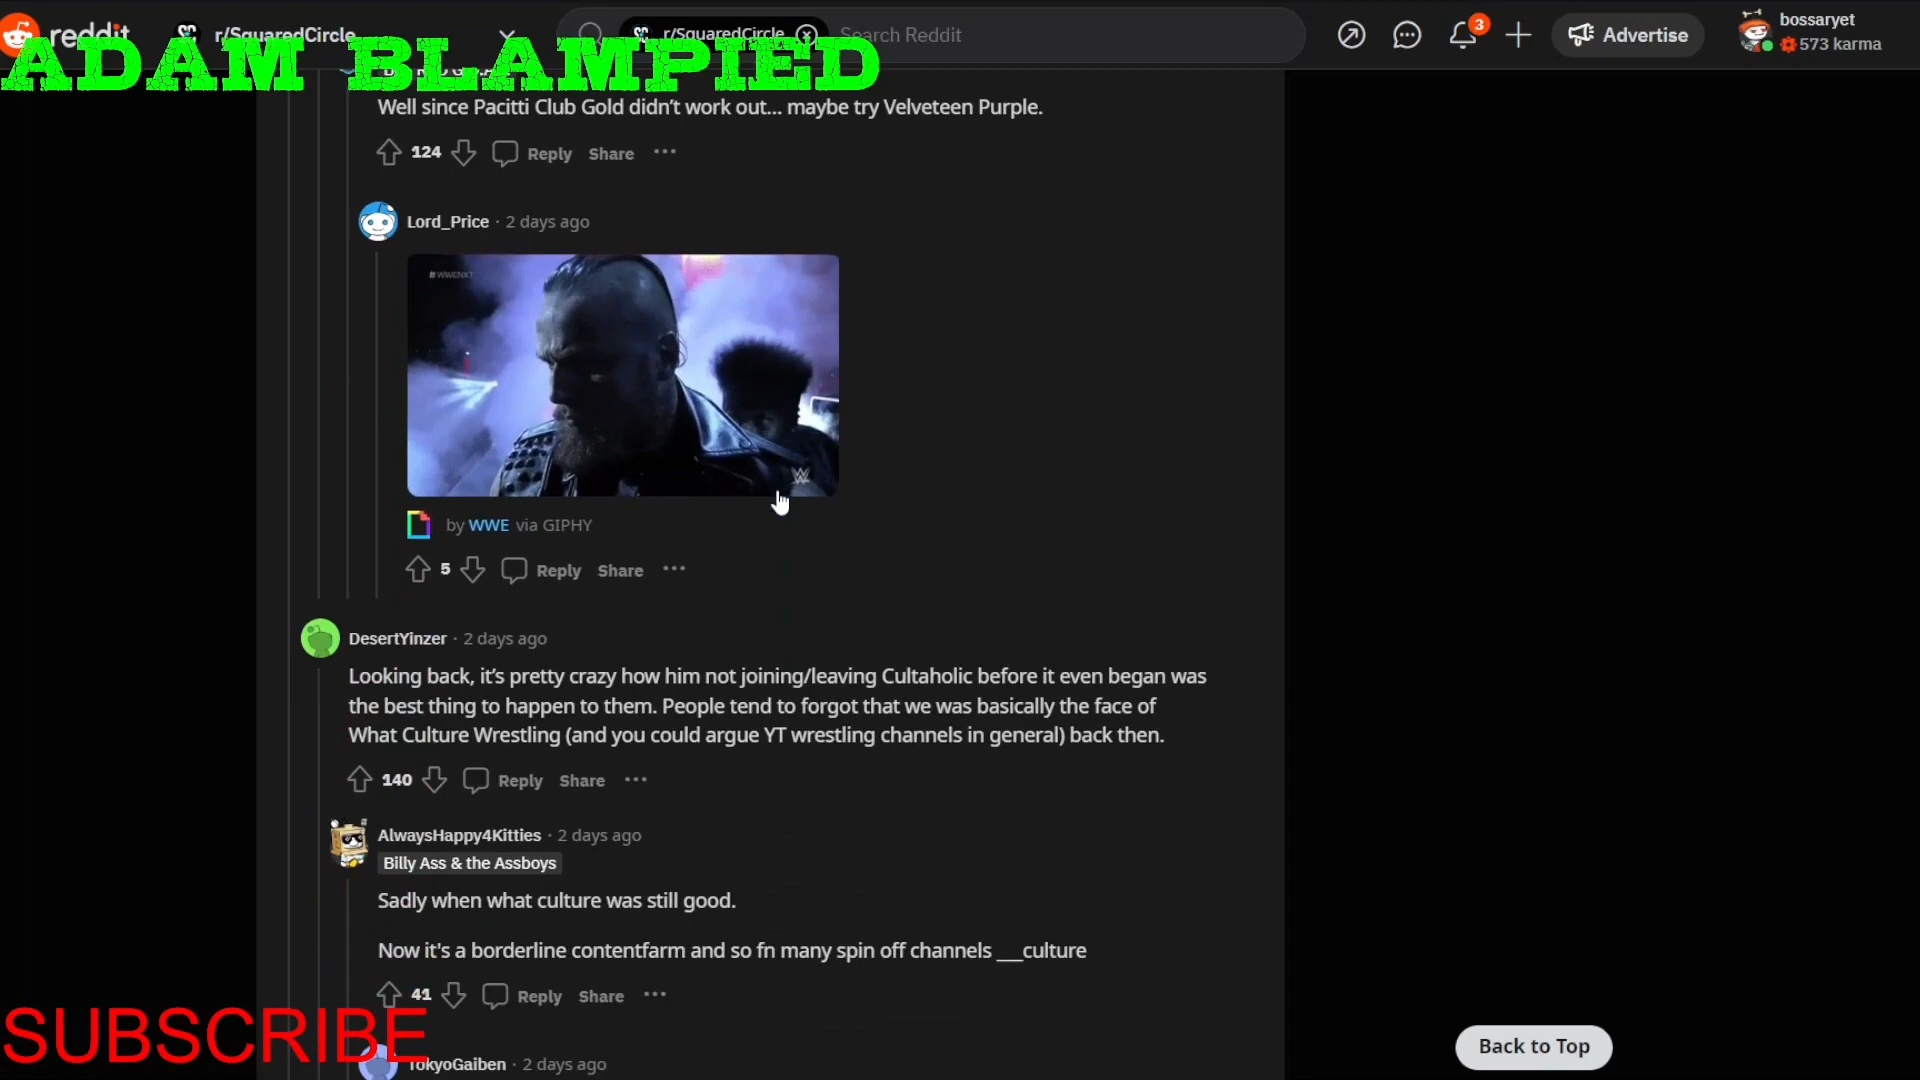 reddit
r/SquaredCircle
r/SquaredCircle
Search Reddit
3
Advertise
bossaryet
573 karma
ADAM BLAMPIED
Well since Pacitti Club Gold didn't work out... maybe try Velveteen Purple.
124
Reply
Share
Lord_Price · 2 days ago
#WWENXT
by WWE via GIPHY
5
Reply
Share
DesertYinzer · 2 days ago
Looking back, it's pretty crazy how him not joining/leaving Cultaholic before it even began was
the best thing to happen to them. People tend to forgot that we was basically the face of
What Culture Wrestling (and you could argue YT wrestling channels in general) back then.
140
Reply
Share
AlwaysHappy4Kitties · 2 days ago
Billy Ass & the Assboys
Sadly when what culture was still good.
Now it's a borderline contentfarm and so fn many spin off channels ___culture
41
Reply
Share
SUBSCRIBE
TokyoGaiben · 2 days ago
Back to Top